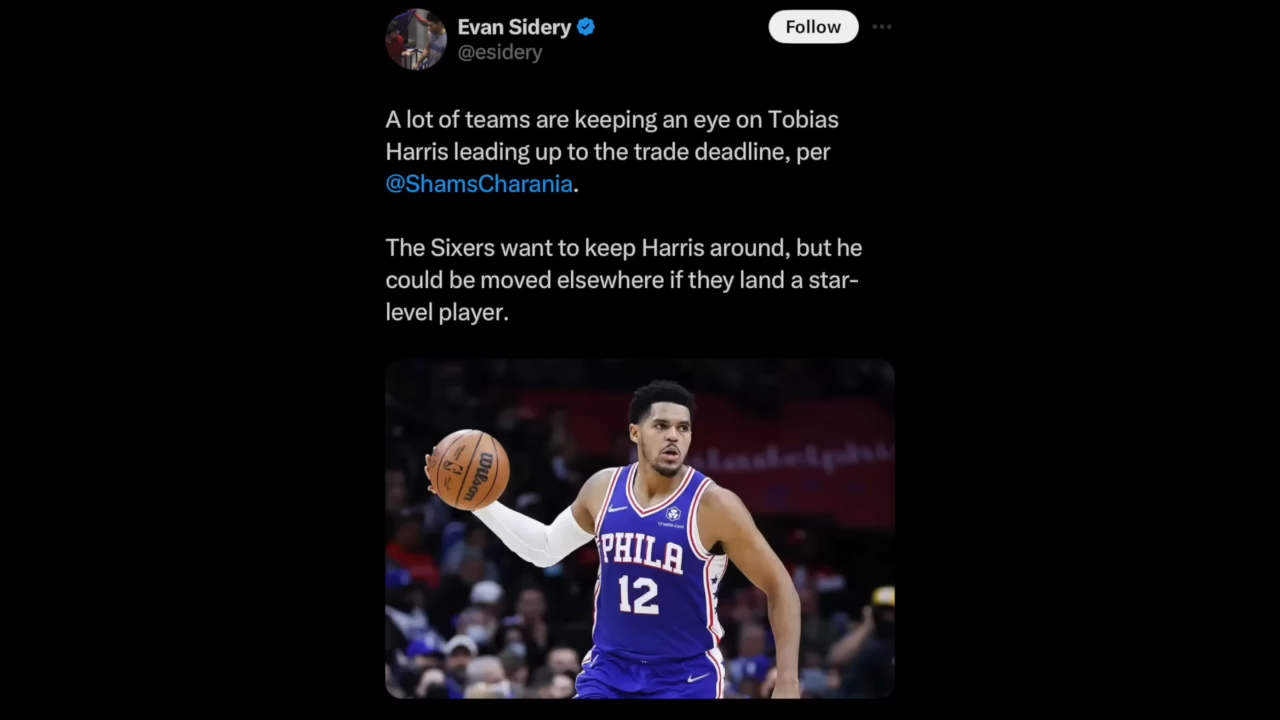 Evan Sidery
@esidery
Follow
A lot of teams are keeping an eye on Tobias
Harris leading up to the trade deadline, per
@ShamsCharania.
The Sixers want to keep Harris around, but he
could be moved elsewhere if they land a star-
level player.
Wilson
PHILA
12